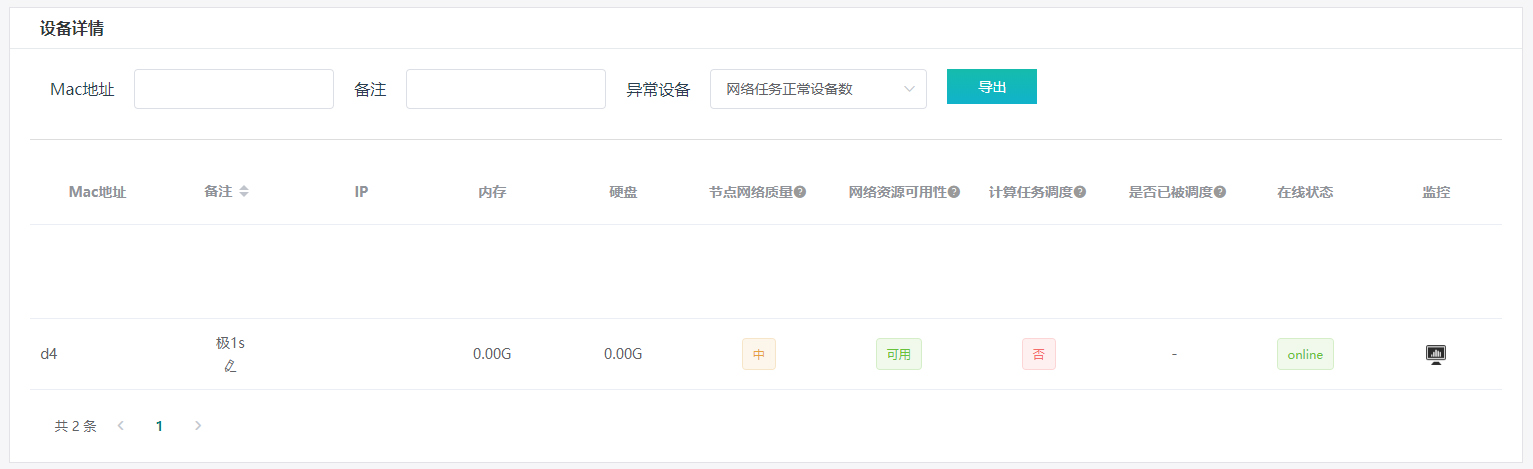 设备详情
Mac地址 备注 异常设备 网络任务正常设备数 导出
Mac地址 备注 IP 内存 硬盘 节点网络质量 网络资源可用性 计算任务调度 是否已被调度 在线状态 监控
d4 极1s 0.00G 0.00G 中 可用 否 - online
共 2 条 1